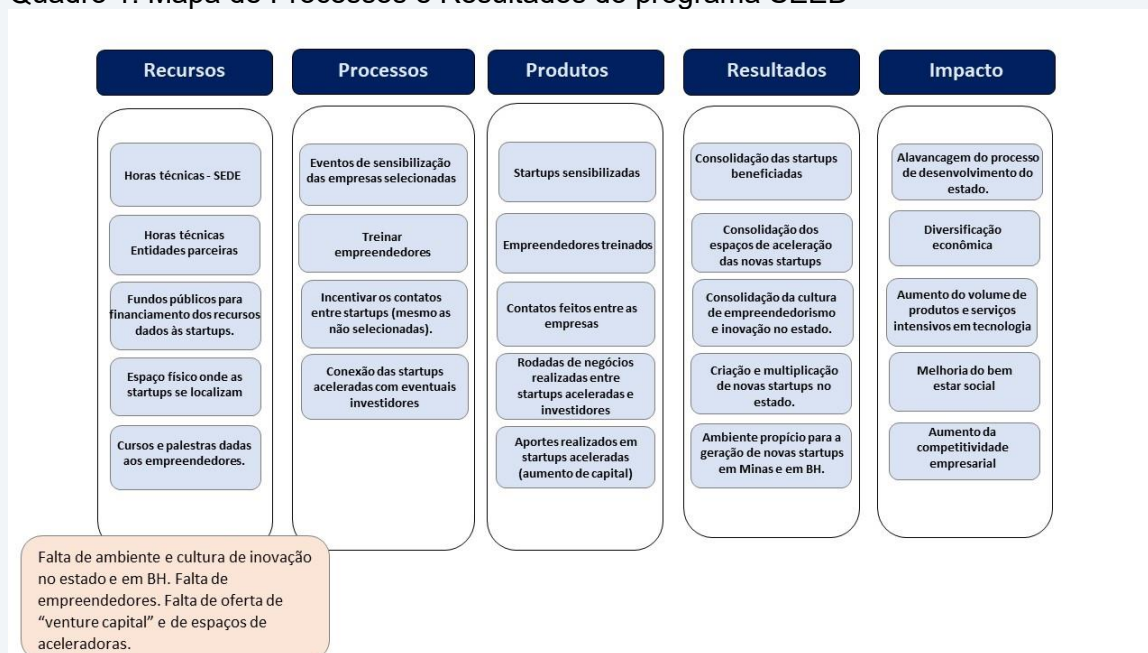 Quadro 1: Mapa de Processos e Resultados do programa SEED
Recursos
Horas técnicas - SEDE
Horas técnicas
Entidades parceiras
Fundos públicos para
financiamento dos recursos
dados às startups.
Espaço físico onde as
startups se localizam
Cursos e palestras dadas
aos empreendedores.
Processos
Eventos de sensibilização
das empresas selecionadas
Treinar
empreendedores
Incentivar os contatos
entre startups (mesmo as
não selecionadas).
Conexão das startups
aceleradas com eventuais
investidores
Produtos
Startups sensibilizadas
Empreendedores treinados
Contatos feitos entre as
empresas
Rodadas de negócios
realizadas entre
startups aceleradas e
investidores
Aportes realizados em
startups aceleradas
(aumento de capital)
Resultados
Consolidação das startups
beneficiadas
Consolidação dos
espaços de aceleração
das novas startups
Consolidação da cultura
de empreendedorismo
e inovação no estado.
Criação e multiplicação
de novas startups no
estado.
Ambiente propício para a
geração de novas startups
em Minas e em BH.
Impacto
Alavancagem do processo
de desenvolvimento do
estado.
Diversificação
econômica
Aumento do volume de
produtos e serviços
intensivos em tecnologia
Melhoria do bem
estar social
Aumento da
competitividade
empresarial
Falta de ambiente e cultura de inovação
no estado e em BH. Falta de
empreendedores. Falta de oferta de
“venture capital” e de espaços de
aceleradoras.